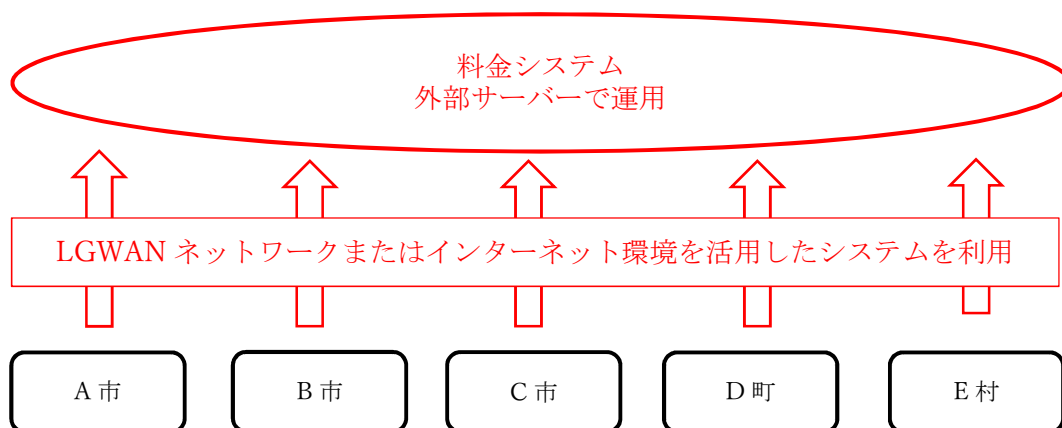 料金システム
外部サーバーで運用
LGWAN ネットワークまたはインターネット環境を活用したシステムを利用
A 市
B 市
C 市
D 町
E 村